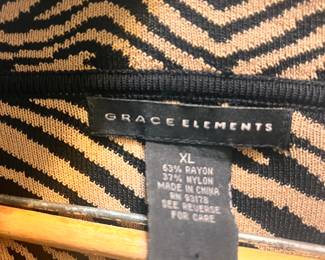 GRACE ELEMENTS
XL
63% RAYON
37% NYLON
MADE IN CHINA
RN 93178
SEE REVERSE
FOR CARE